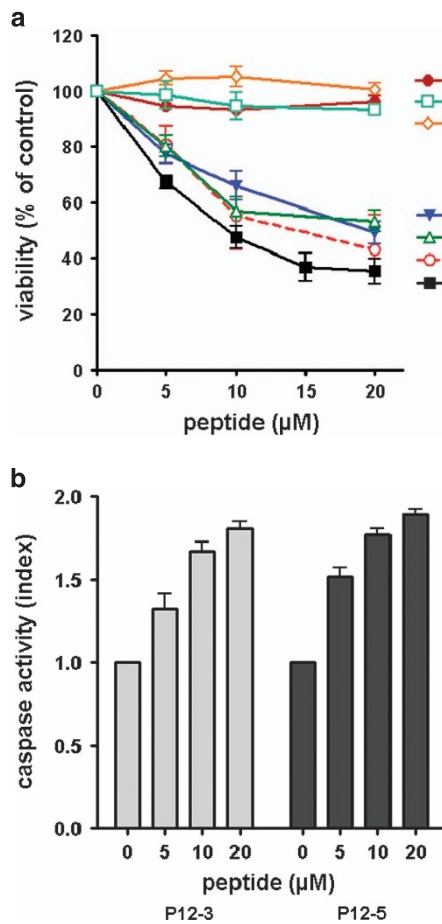 a
120
100
80
60
40
20
0
viability (% of control)
0 5 10 15 20
peptide (µM)
b
2.0
1.5
1.0
0.5
0.0
caspase activity (index)
0 5 10 20 0 5 10 20
peptide (µM)
P12-3 P12-5